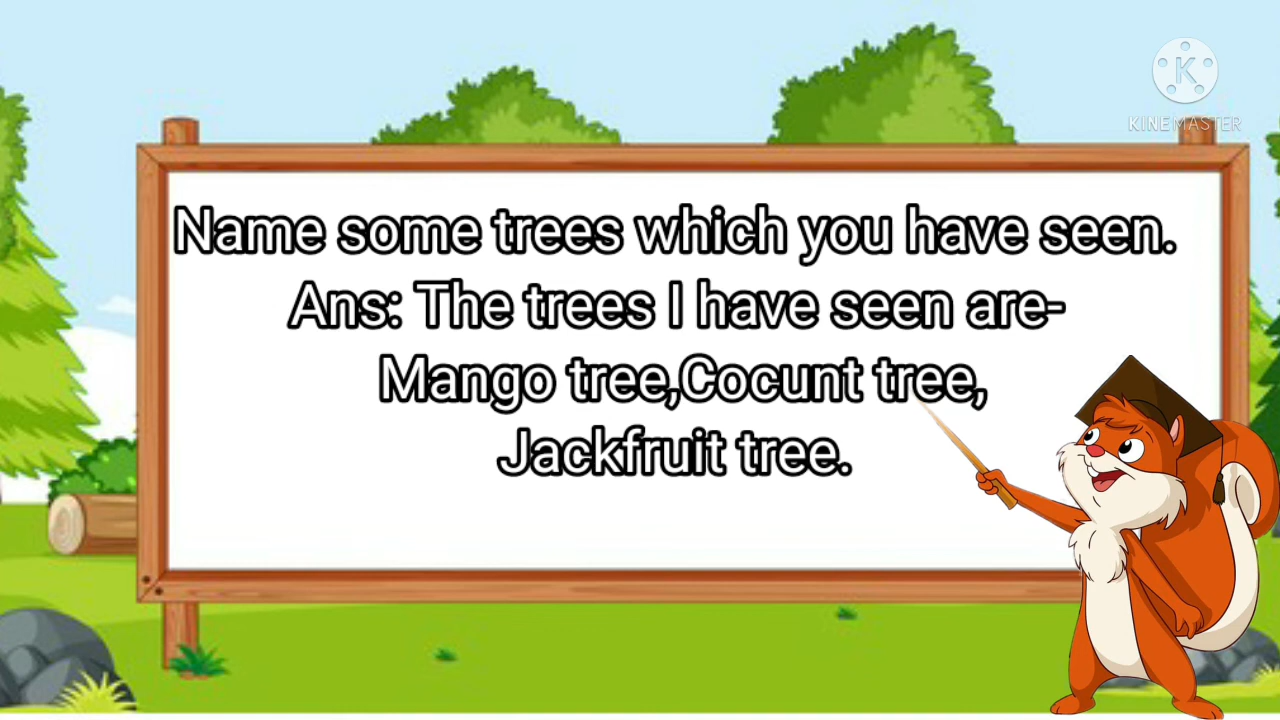 KINEMASTER
Name some trees which you have seen.
Ans: The trees I have seen are-
Mango tree,Cocunt tree,
Jackfruit tree.